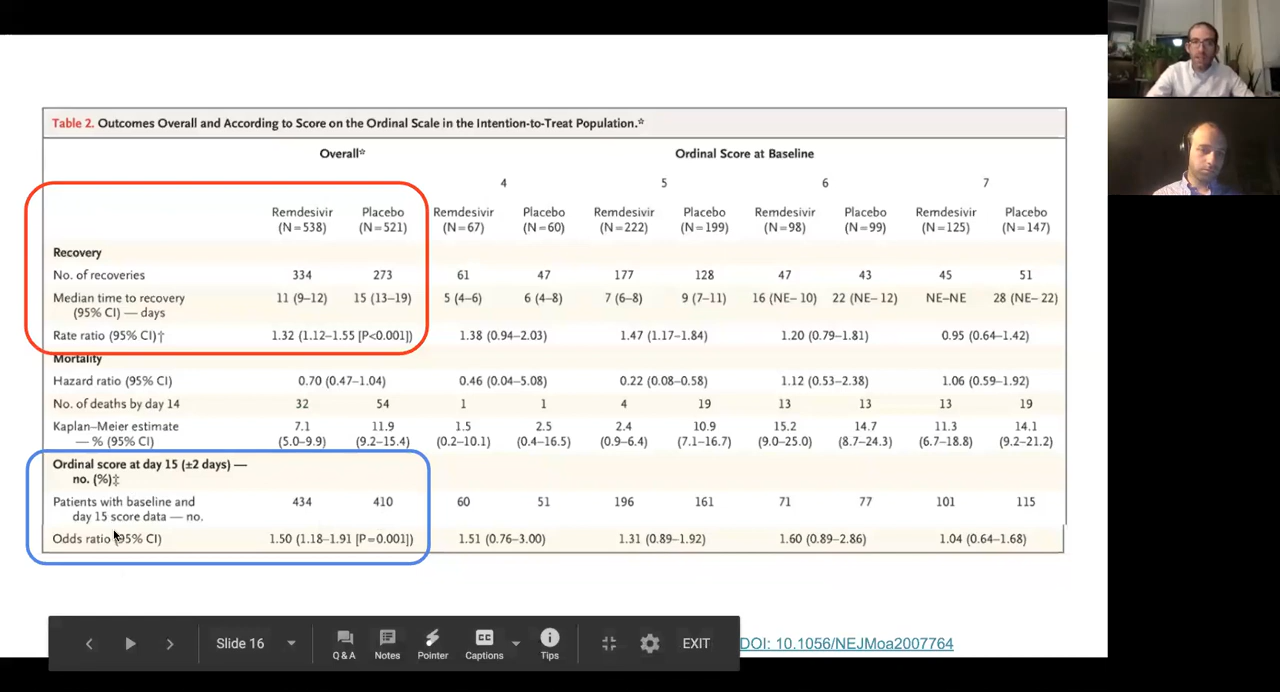 Table 2. Outcomes Overall and According to Score on the Ordinal Scale in the Intention-to-Treat Population.*
Overall* Ordinal Score at Baseline
4 5 6 7
Remdesivir Placebo Remdesivir Placebo Remdesivir Placebo Remdesivir Placebo Remdesivir Placebo
(N=538) (N=521) (N=67) (N=60) (N=222) (N=199) (N=98) (N=99) (N=125) (N=147)
Recovery
No. of recoveries 334 273 61 47 177 128 47 43 45 51
Median time to recovery 11 (9–12) 15 (13–19) 5 (4–6) 6 (4–8) 7 (6–8) 9 (7–11) 16 (NE–10) 22 (NE–12) NE–NE 28 (NE–22)
(95% CI) — days
Rate ratio (95% CI)† 1.32 (1.12–1.55 [P<0.001]) 1.38 (0.94–2.03) 1.47 (1.17–1.84) 1.20 (0.79–1.81) 0.95 (0.64–1.42)
Mortality
Hazard ratio (95% CI) 0.70 (0.47–1.04) 0.46 (0.04–5.08) 0.22 (0.08–0.58) 1.12 (0.53–2.38) 1.06 (0.59–1.92)
No. of deaths by day 14 32 54 1 1 4 19 13 13 13 19
Kaplan–Meier estimate 7.1 11.9 1.5 2.5 2.4 10.9 15.2 14.7 11.3 14.1
— % (95% CI) (5.0–9.9) (9.2–15.4) (0.2–10.1) (0.4–16.5) (0.9–6.4) (7.1–16.7) (9.0–25.0) (8.7–24.3) (6.7–18.8) (9.2–21.2)
Ordinal score at day 15 (±2 days) —
no. (%)‡
Patients with baseline and 434 410 60 51 196 161 71 77 101 115
day 15 score data — no.
Odds ratio (95% CI) 1.50 (1.18–1.91 [P=0.001]) 1.51 (0.76–3.00) 1.31 (0.89–1.92) 1.60 (0.89–2.86) 1.04 (0.64–1.68)
Slide 16 Q & A Notes Pointer Captions Tips EXIT
DOI: 10.1056/NEJMoa2007764